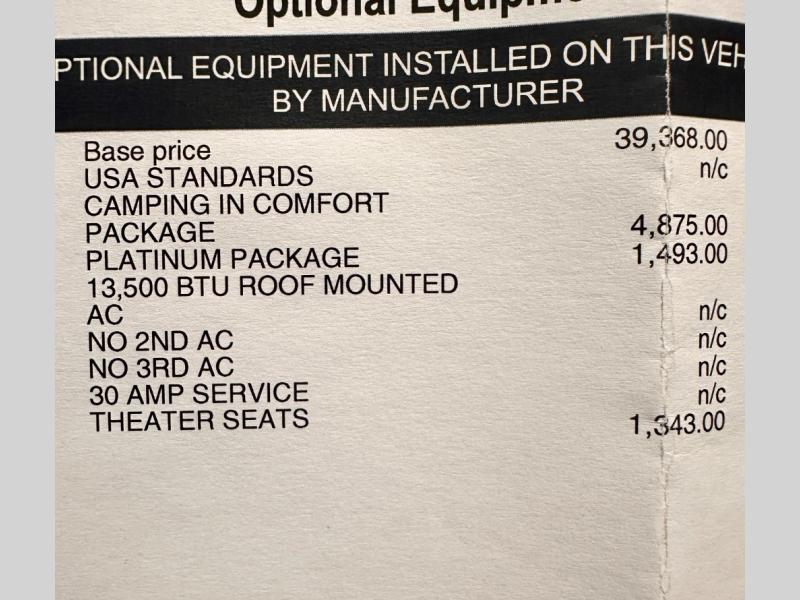 Optional Equipme
PTIONAL EQUIPMENT INSTALLED ON THIS VEH
BY MANUFACTURER
Base price 39,368.00
USA STANDARDS n/c
CAMPING IN COMFORT
PACKAGE 4,875.00
PLATINUM PACKAGE 1,493.00
13,500 BTU ROOF MOUNTED
AC n/c
NO 2ND AC n/c
NO 3RD AC n/c
30 AMP SERVICE n/c
THEATER SEATS 1,343.00